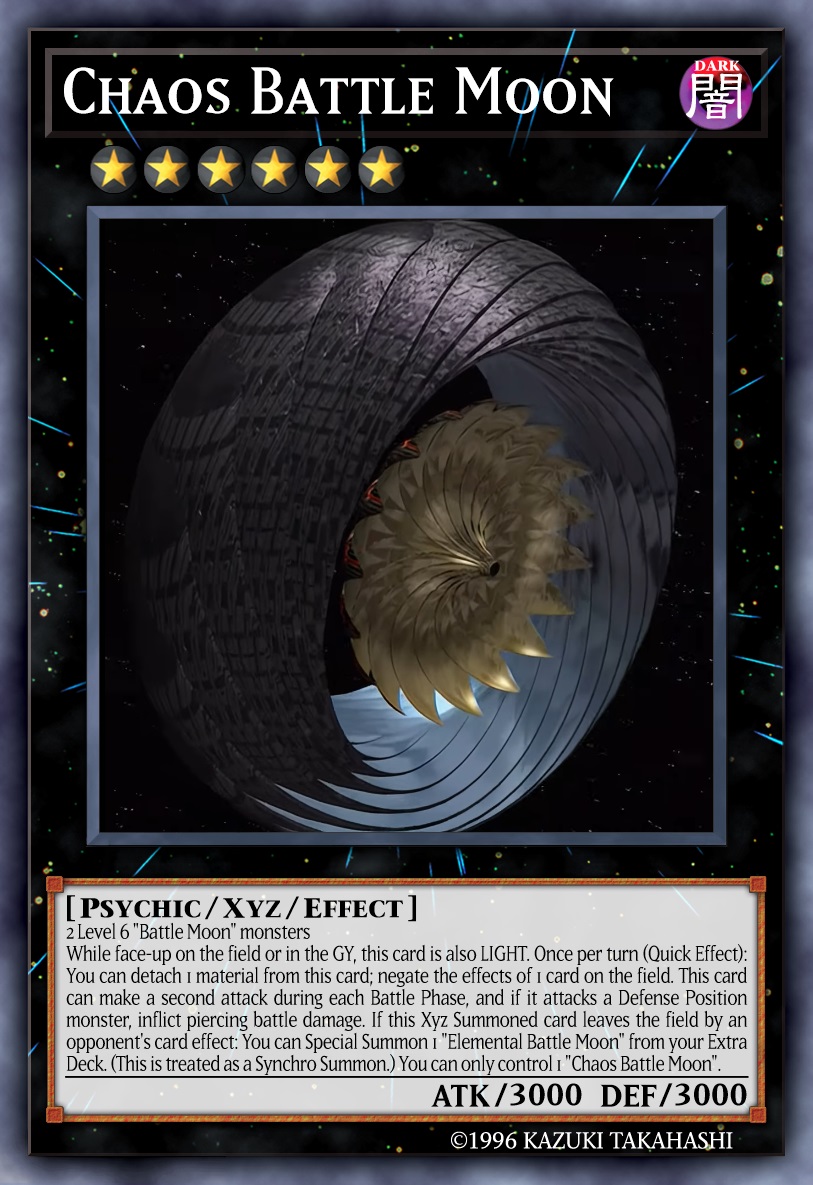 CHAOS BATTLE MOON
DARK
闇
[ PSYCHIC / XYZ / EFFECT ]
2 Level 6 "Battle Moon" monsters
While face-up on the field or in the GY, this card is also LIGHT. Once per turn (Quick Effect):
You can detach 1 material from this card; negate the effects of 1 card on the field. This card
can make a second attack during each Battle Phase, and if it attacks a Defense Position
monster, inflict piercing battle damage. If this Xyz Summoned card leaves the field by an
opponent's card effect: You can Special Summon 1 "Elemental Battle Moon" from your Extra
Deck. (This is treated as a Synchro Summon.) You can only control 1 "Chaos Battle Moon".
ATK/3000 DEF/3000
©1996 KAZUKI TAKAHASHI